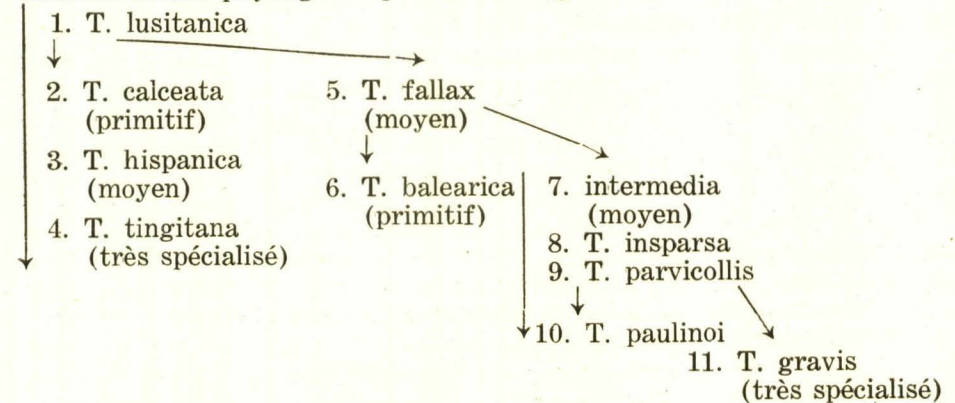 1. T. lusitanica
2. T. calceata
(primitif)
3. T. hispanica
(moyen)
4. T. tingitana
(très spécialisé)
5. T. fallax
(moyen)
6. T. balearica
(primitif)
7. intermedia
(moyen)
8. T. insparsa
9. T. parvicollis
10. T. paulinoi
11. T. gravis
(très spécialisé)